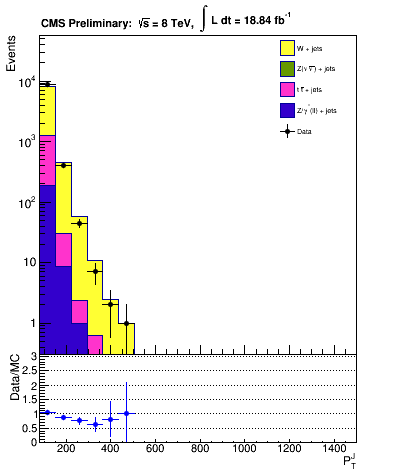 CMS Preliminary: √s = 8 TeV, ∫ L dt = 18.84 fb⁻¹
Events
W + jets
Z(ν ν̅) + jets
t t̅ + jets
Z/γ*(ll) + jets
Data
10⁴
10³
10²
10
1
Data/MC
3
2.5
2
1.5
1
0.5
0
200 400 600 800 1000 1200 1400
P_T^J